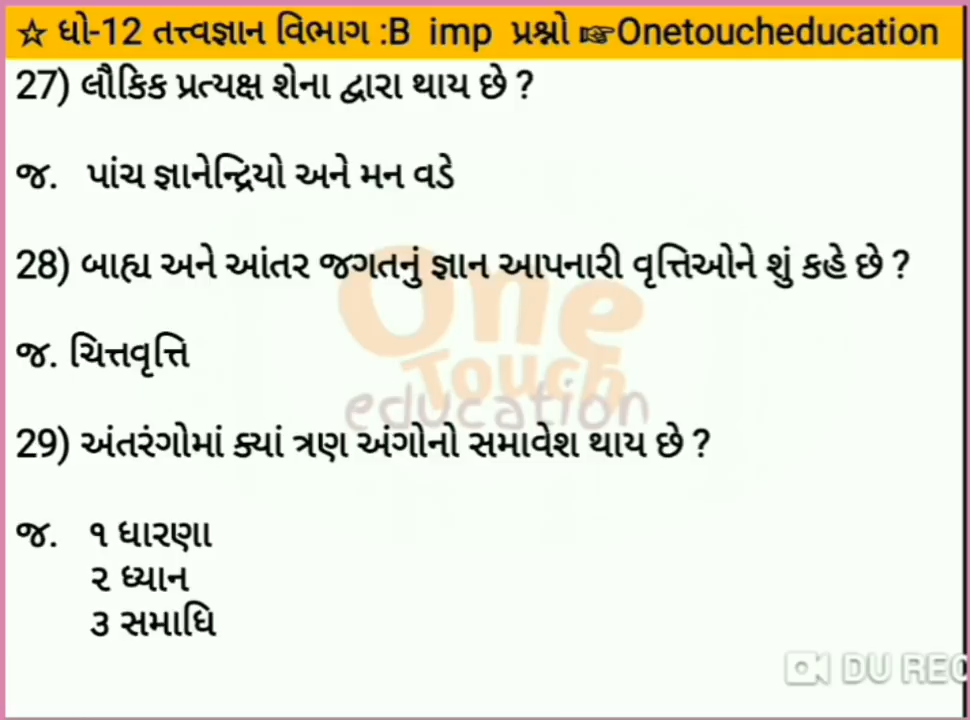 ☆ ધો-12 તત્ત્વજ્ઞાન વિભાગ :B imp પ્રશ્નો ☞Onetoucheducation
27) લૌકિક પ્રત્યક્ષ શેના દ્વારા થાય છે ?
જ. પાંચ જ્ઞાનેન્દ્રિયો અને મન વડે
28) બાહ્ય અને આંતર જગતનું જ્ઞાન આપનારી વૃત્તિઓને શું કહે છે ?
જ. ચિત્તવૃત્તિ
One
Touch
education
29) અંતરંગોમાં ક્યાં ત્રણ અંગોનો સમાવેશ થાય છે ?
જ. ૧ ધારણા
૨ ધ્યાન
૩ સમાધિ
DU REC